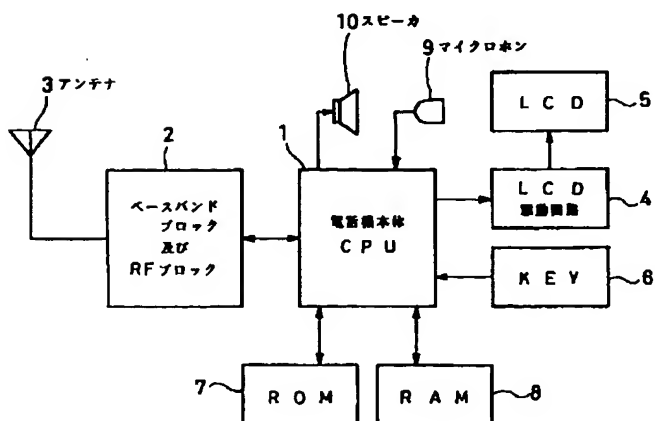 10 スピーカ
9 マイクロホン
3 アンテナ
2
1
LCD
5
ベースバンド
ブロック
及び
RFブロック
電話機本体
CPU
LCD
駆動回路
4
KEY
6
7
ROM
RAM
8